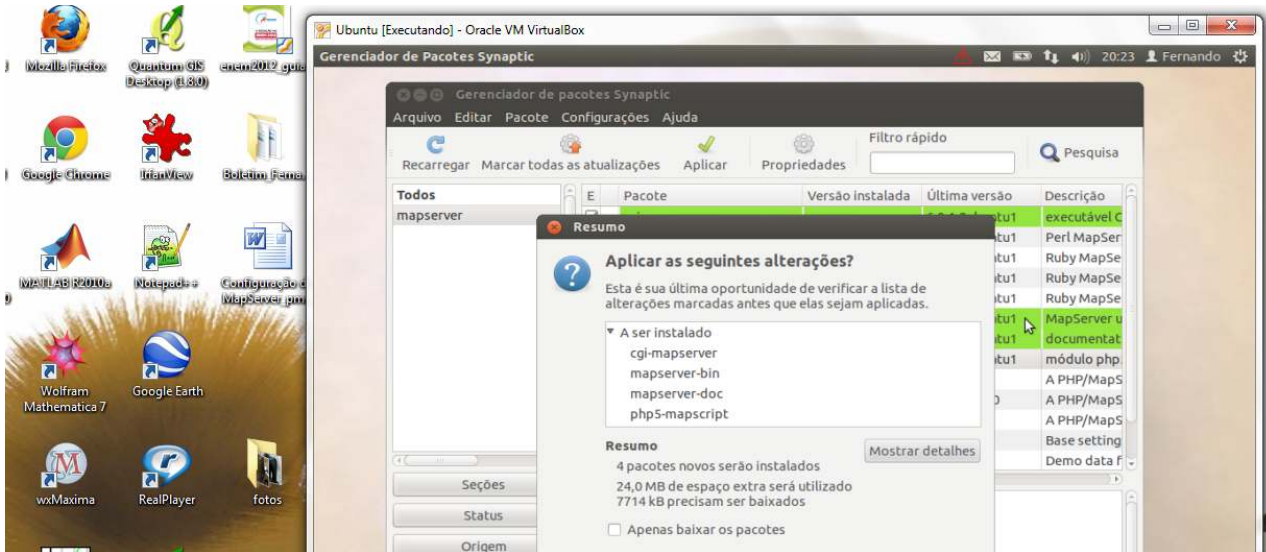 Mozilla Firefox
Quantum GIS
Desktop (1.8.0)
enem2012_guia
Google Chrome
IrfanView
MATLAB R2010a
Notepad++
Configuração
MapServer
Wolfram
Mathematica 7
Google Earth
wxMaxima
RealPlayer
fotos
Ubuntu [Executando] - Oracle VM VirtualBox
Gerenciador de Pacotes Synaptic
20:23 Fernando
Gerenciador de pacotes Synaptic
Arquivo Editar Pacote Configurações Ajuda
Recarregar Marcar todas as atualizações Aplicar Propriedades
Filtro rápido
Pesquisa
Todos
mapserver
E Pacote Versão instalada Última versão Descrição
executável C
Perl MapSer
Ruby MapSe
Ruby MapSe
Ruby MapSe
MapServer u
documentat
módulo php
A PHP/MapS
A PHP/MapS
A PHP/MapS
Base setting
Demo data f
Resumo
Aplicar as seguintes alterações?
Esta é sua última oportunidade de verificar a lista de
alterações marcadas antes que elas sejam aplicadas.
A ser instalado
cgi-mapserver
mapserver-bin
mapserver-doc
php5-mapscript
Resumo
Mostrar detalhes
4 pacotes novos serão instalados
24,0 MB de espaço extra será utilizado
7714 kB precisam ser baixados
Apenas baixar os pacotes
Seções
Status
Origem